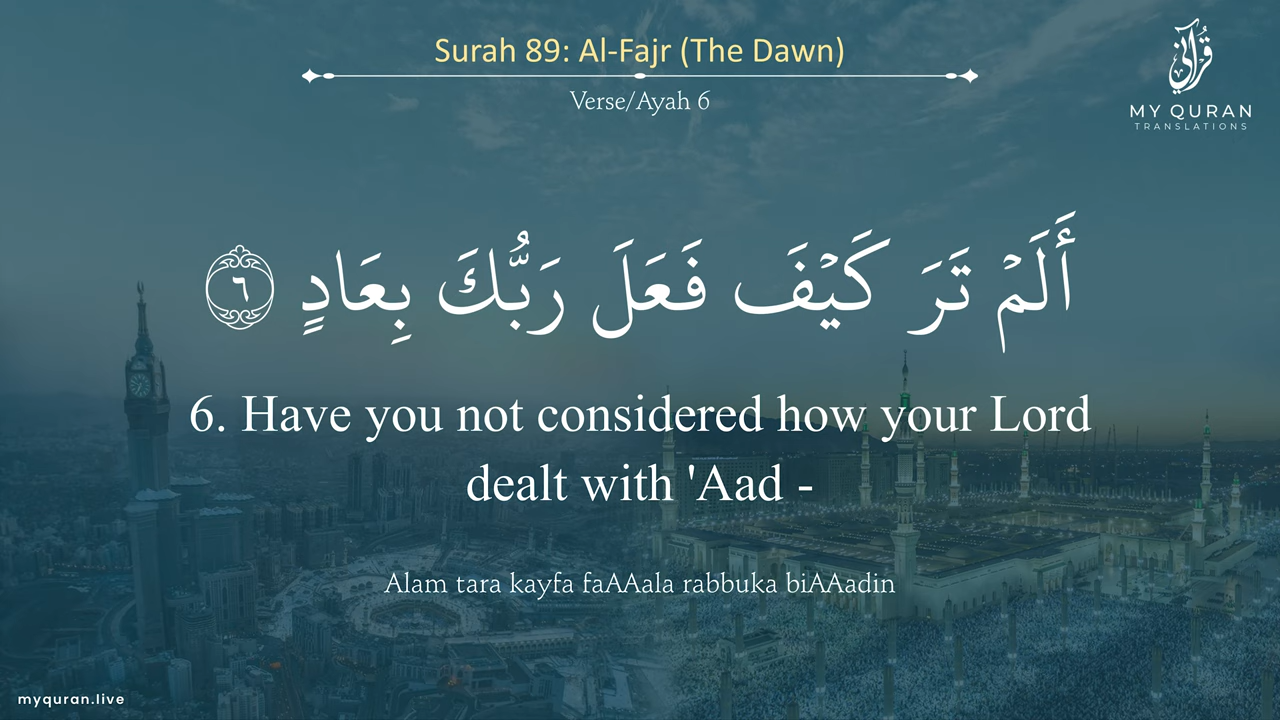 Surah 89: Al-Fajr (The Dawn)
Verse/Ayah 6
قُرْآنِي
MY QURAN
TRANSLATIONS
أَلَمْ تَرَ كَيْفَ فَعَلَ رَبُّكَ بِعَادٍ ٦
6. Have you not considered how your Lord
dealt with 'Aad -
Alam tara kayfa faAAala rabbuka biAAadin
myquran.live